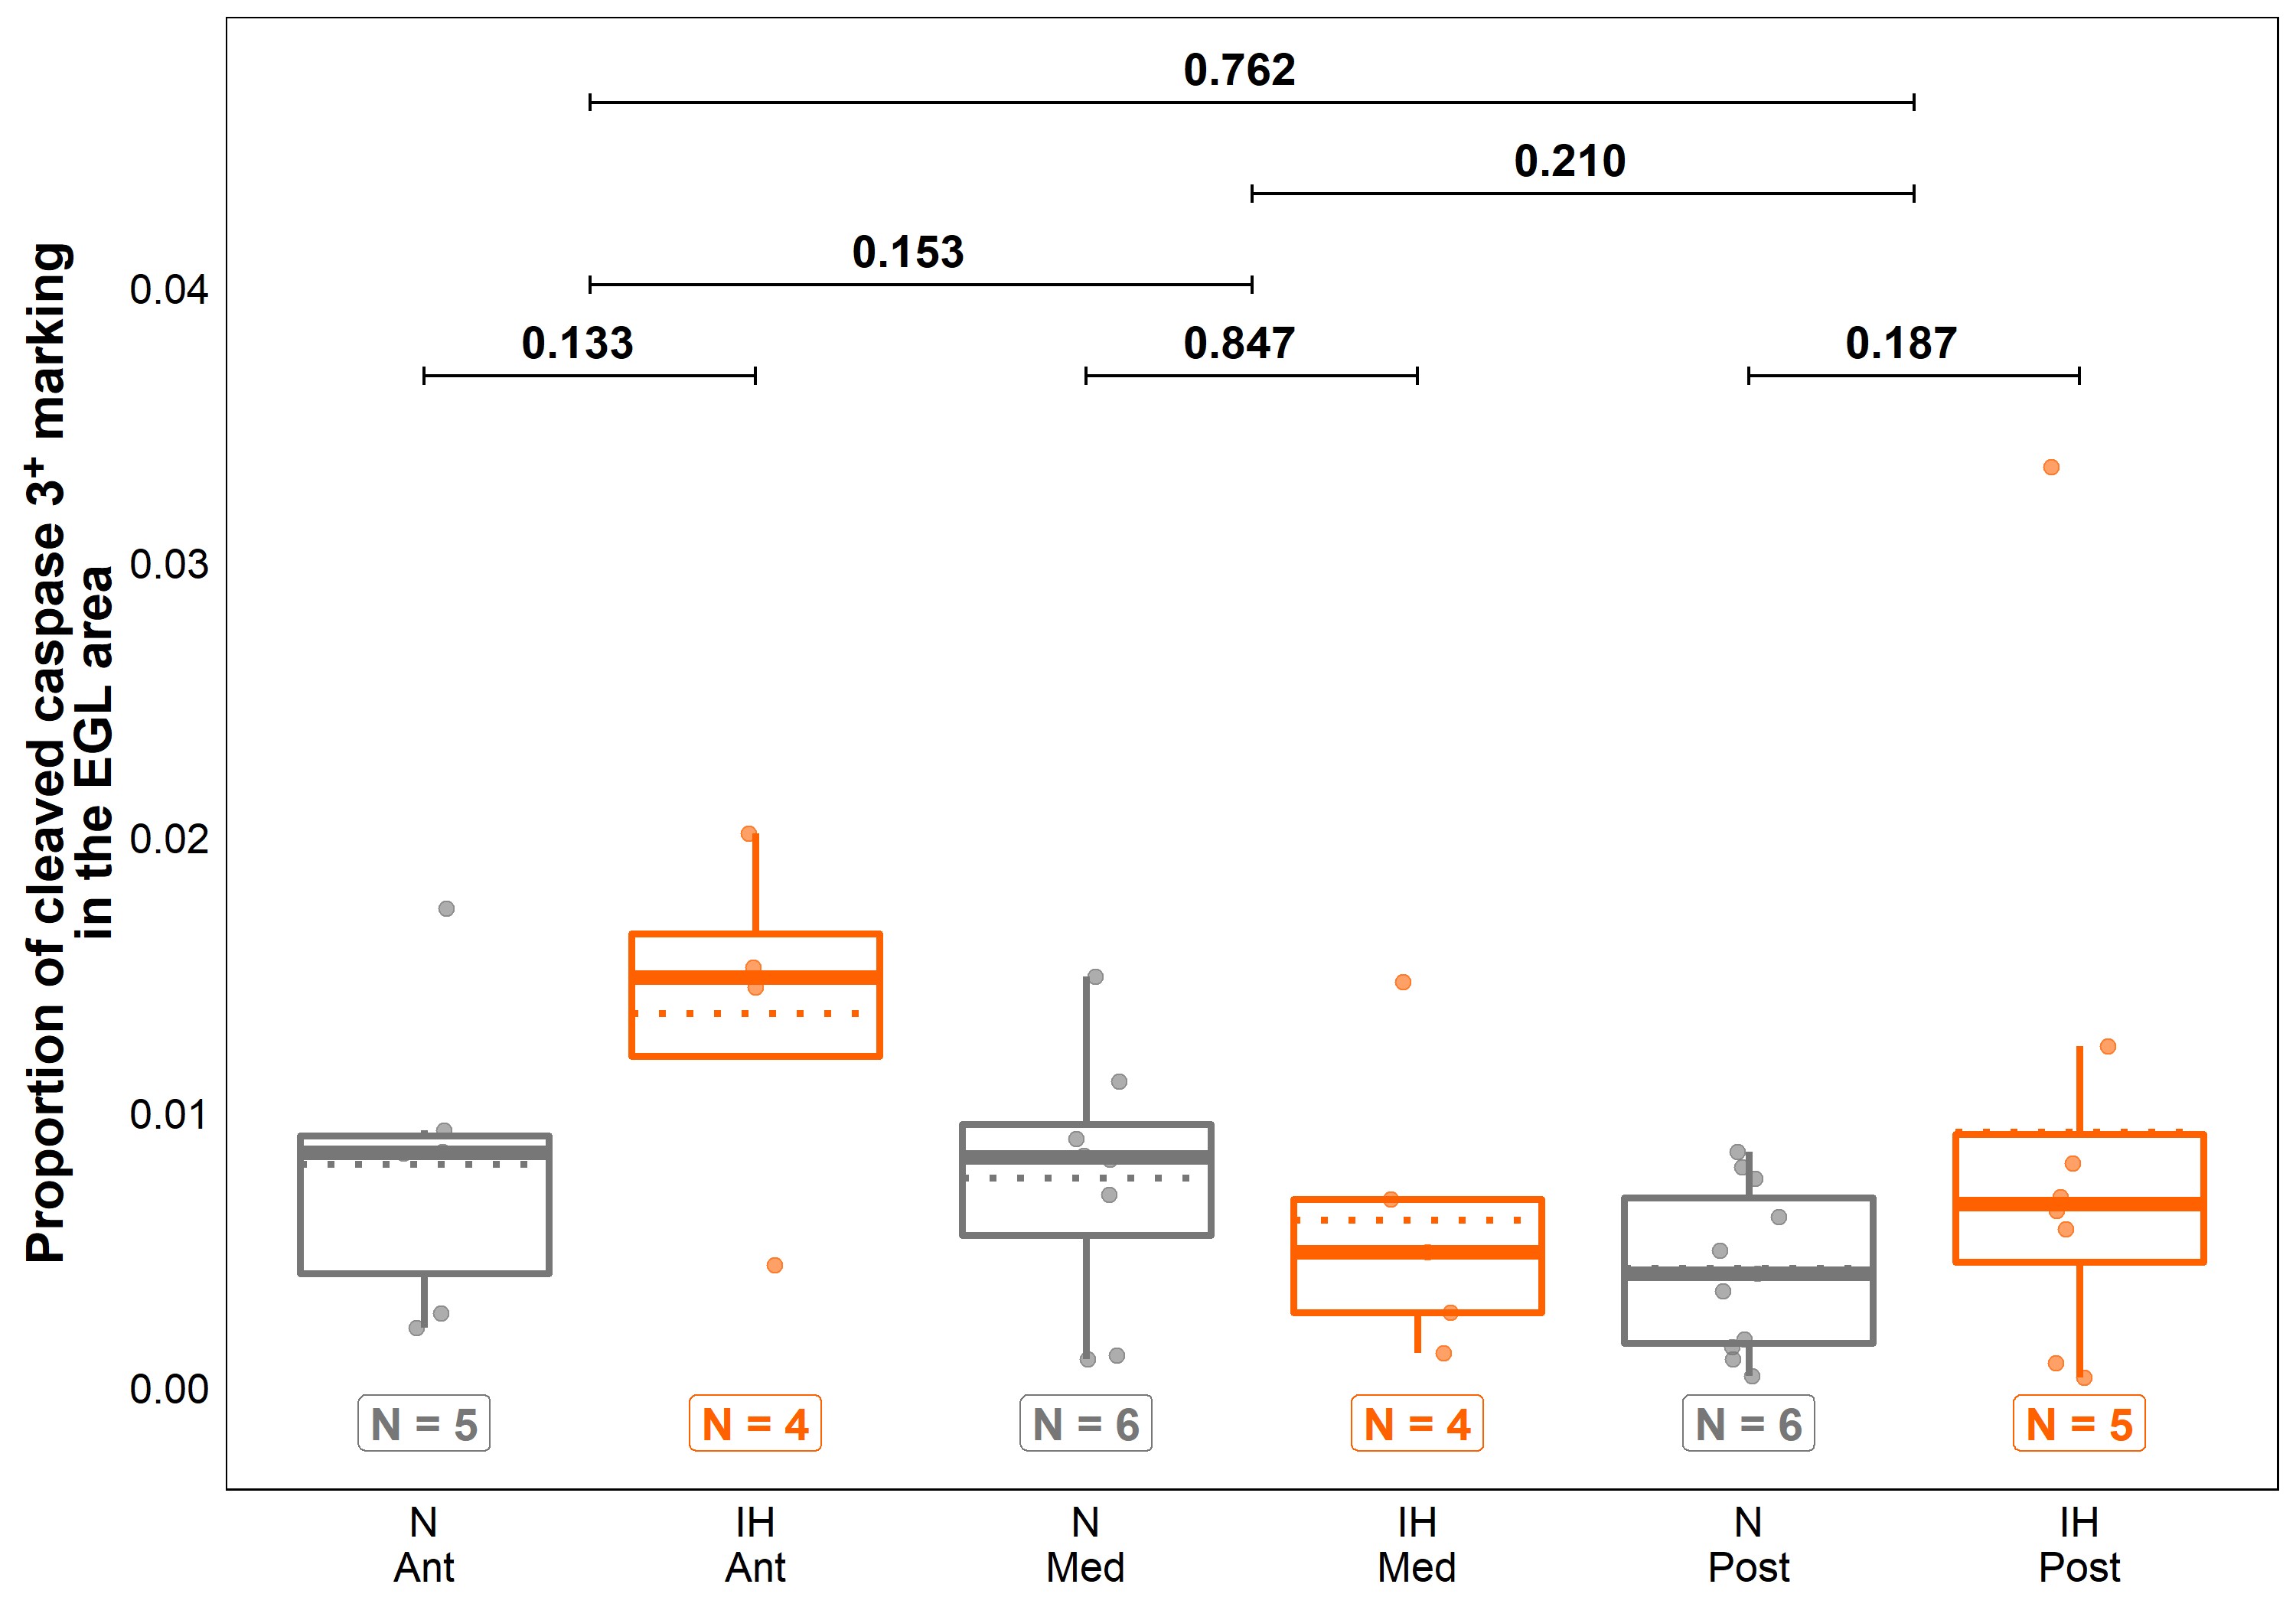 Proportion of cleaved caspase 3⁺ marking
in the EGL area
0.04
0.03
0.02
0.01
0.00
0.762
0.210
0.153
0.133
0.847
0.187
N = 5
N = 4
N = 6
N = 4
N = 6
N = 5
N
Ant
IH
Ant
N
Med
IH
Med
N
Post
IH
Post